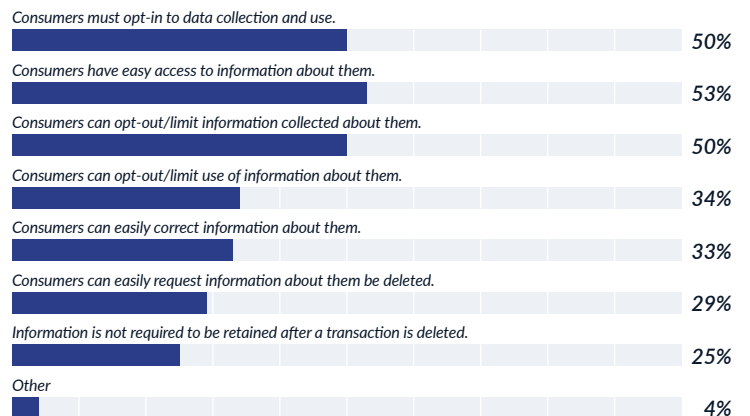 Consumers must opt-in to data collection and use.
50%
Consumers have easy access to information about them.
53%
Consumers can opt-out/limit information collected about them.
50%
Consumers can opt-out/limit use of information about them.
34%
Consumers can easily correct information about them.
33%
Consumers can easily request information about them be deleted.
29%
Information is not required to be retained after a transaction is deleted.
25%
Other
4%